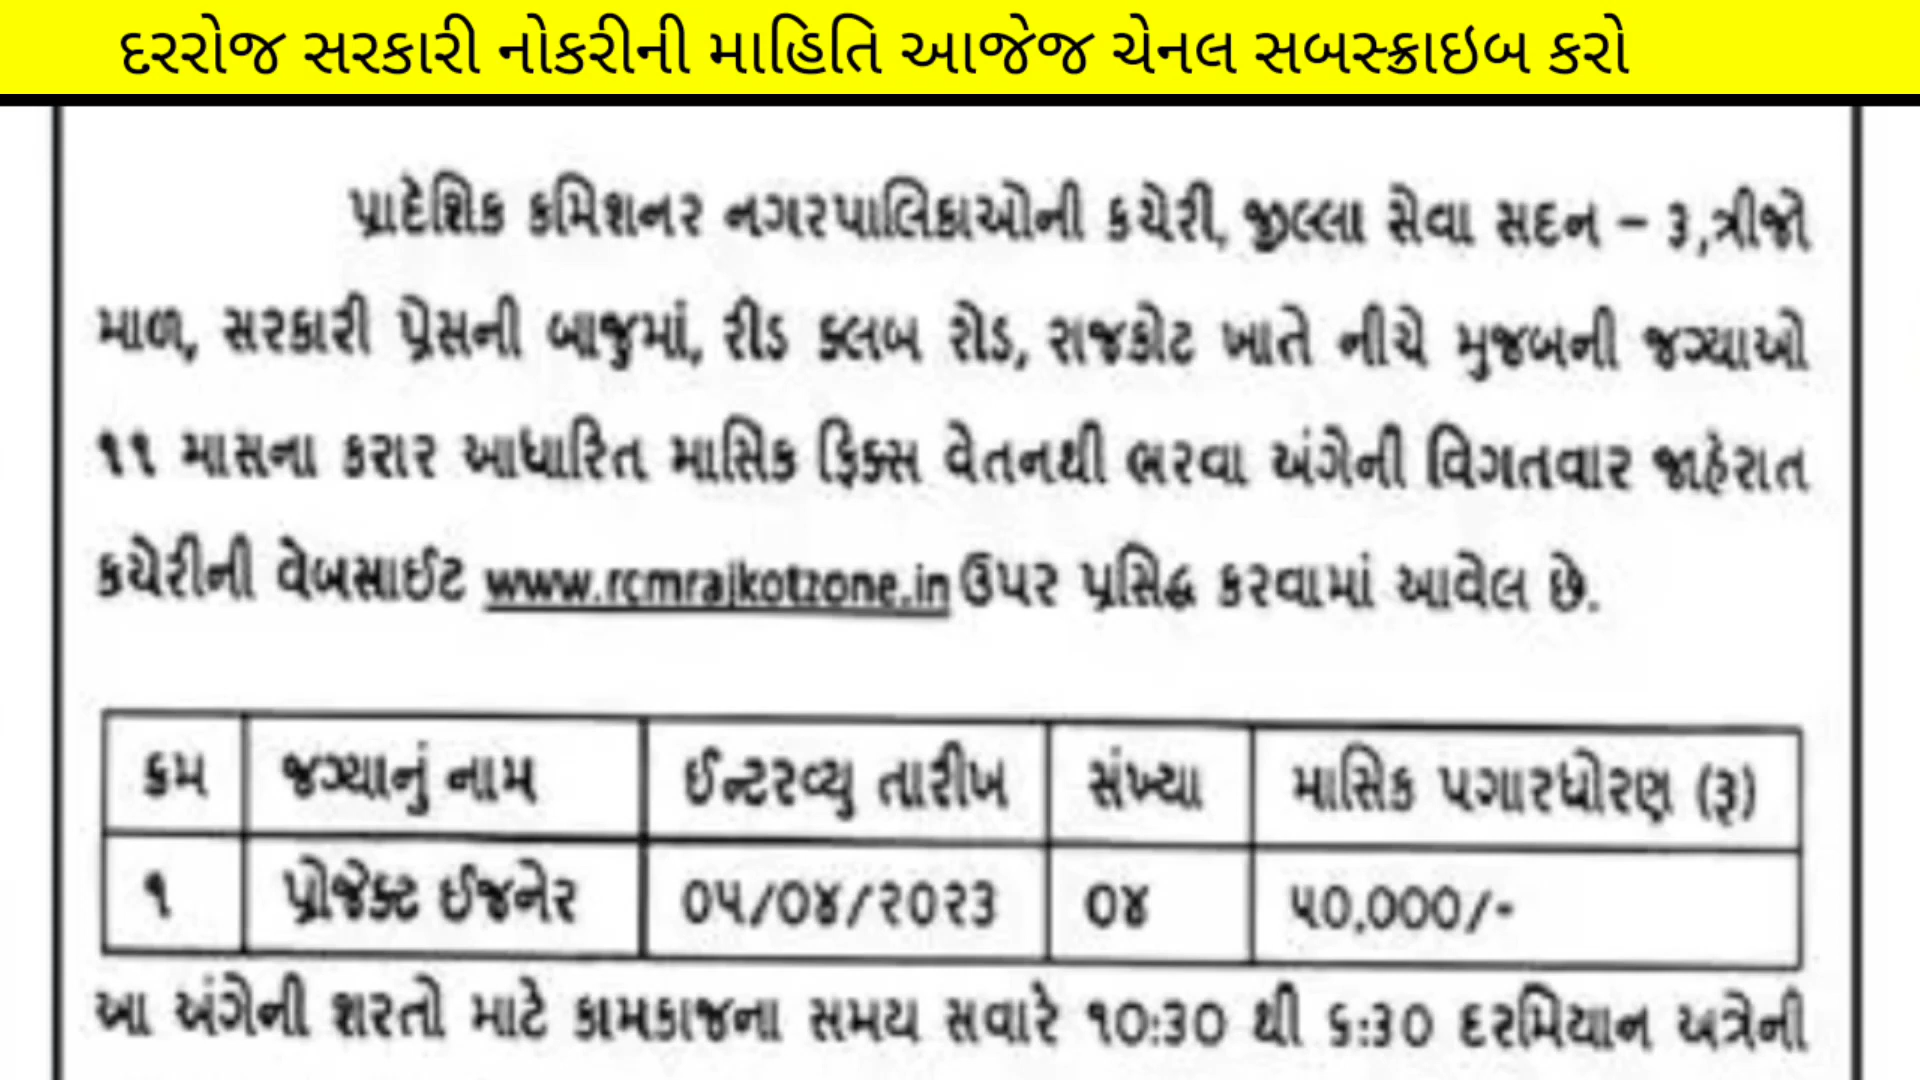 દરરોજ સરકારી નોકરીની માહિતિ આજેજ ચેનલ સબસ્ક્રાઇબ કરો
પ્રાદેશિક કમિશનર નગરપાલિકાઓની કચેરી, જીલ્લા સેવા સદન – ૩,ત્રીજો
માળ, સરકારી પ્રેસની બાજુમાં, રીડ ક્લબ રોડ, રાજકોટ ખાતે નીચે મુજબની જગ્યાઓ
૧૧ માસના કરાર આધારિત માસિક ફિક્સ વેતનથી ભરવા અંગેની વિગતવાર જાહેરાત
કચેરીની વેબસાઈટ www.rcmrajkotzone.in ઉપર પ્રસિદ્ધ કરવામાં આવેલ છે.
ક્રમ જગ્યાનું નામ ઈન્ટરવ્યુ તારીખ સંખ્યા માસિક પગારધોરણ (રૂ)
૧ પ્રોજેક્ટ ઈજનેર ૦૫/૦૪/૨૦૨૩ ૦૪ ૫૦,૦૦૦/-
આ અંગેની શરતો માટે કામકાજના સમય સવારે ૧૦:૩૦ થી ૬:૩૦ દરમિયાન અત્રેની